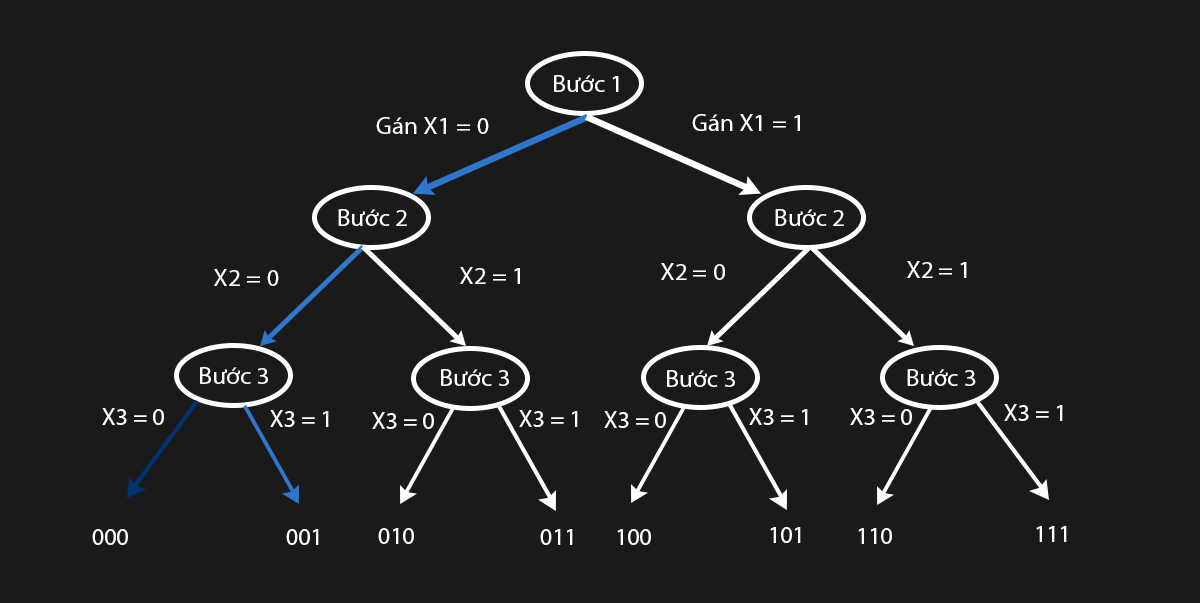 Bước 1
Gán X1 = 0
Gán X1 = 1
Bước 2
Bước 2
X2 = 0
X2 = 1
X2 = 0
X2 = 1
Bước 3
Bước 3
Bước 3
Bước 3
X3 = 0
X3 = 1
X3 = 0
X3 = 1
X3 = 0
X3 = 1
X3 = 0
X3 = 1
000
001
010
011
100
101
110
111